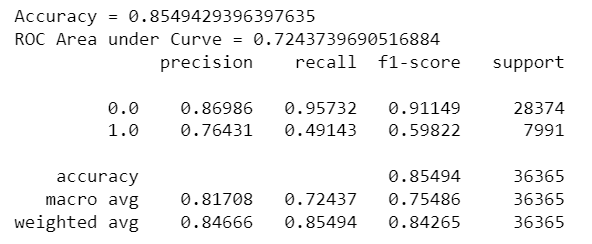 Accuracy = 0.8549429396397635
ROC Area under Curve = 0.7243739690516884
precision recall f1-score support
0.0 0.86986 0.95732 0.91149 28374
1.0 0.76431 0.49143 0.59822 7991
accuracy 0.85494 36365
macro avg 0.81708 0.72437 0.75486 36365
weighted avg 0.84666 0.85494 0.84265 36365